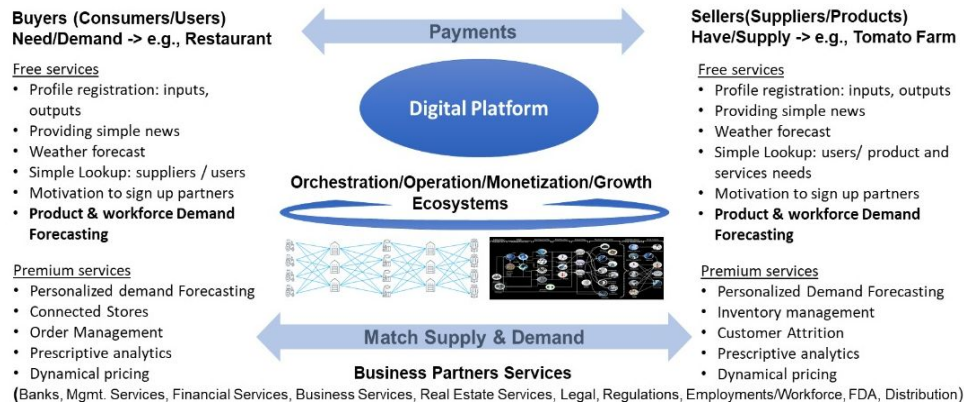 Buyers (Consumers/Users)
Need/Demand -> e.g., Restaurant
Free services
• Profile registration: inputs,
outputs
• Providing simple news
• Weather forecast
• Simple Lookup: suppliers / users
• Motivation to sign up partners
• Product & workforce Demand
Forecasting
Premium services
• Personalized demand Forecasting
• Connected Stores
• Order Management
• Prescriptive analytics
• Dynamical pricing
Payments
Digital Platform
Orchestration/Operation/Monetization/Growth
Ecosystems
Match Supply & Demand
Business Partners Services
Sellers(Suppliers/Products)
Have/Supply -> e.g., Tomato Farm
Free services
• Profile registration: inputs, outputs
• Providing simple news
• Weather forecast
• Simple Lookup: users/ product and
services needs
• Motivation to sign up partners
• Product & workforce Demand
Forecasting
Premium services
• Personalized Demand Forecasting
• Inventory management
• Customer Attrition
• Prescriptive analytics
• Dynamical pricing
(Banks, Mgmt. Services, Financial Services, Business Services, Real Estate Services, Legal, Regulations, Employments/Workforce, FDA, Distribution)